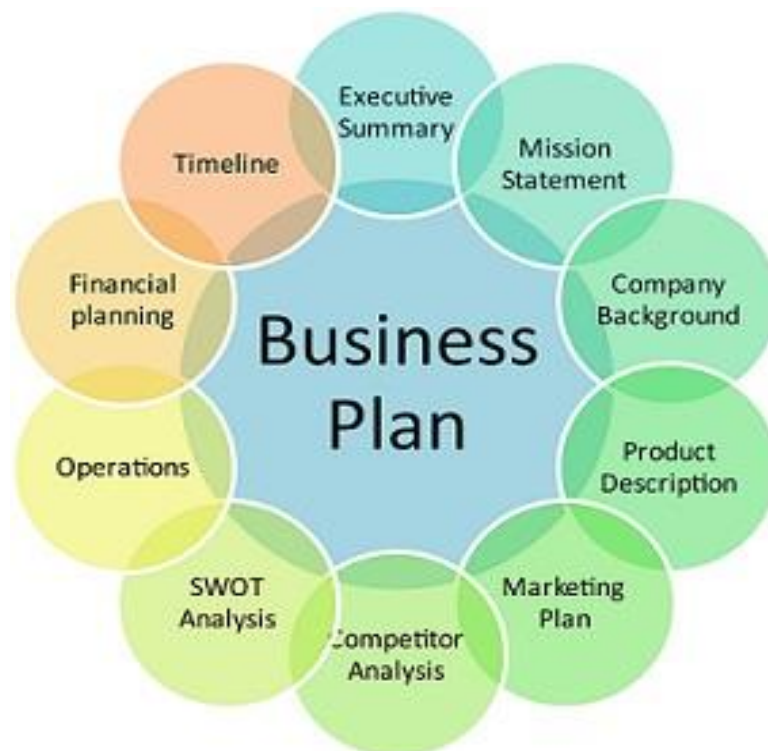 Business
Plan
Executive
Summary
Mission
Statement
Company
Background
Product
Description
Marketing
Plan
Competitor
Analysis
SWOT
Analysis
Operations
Financial
planning
Timeline